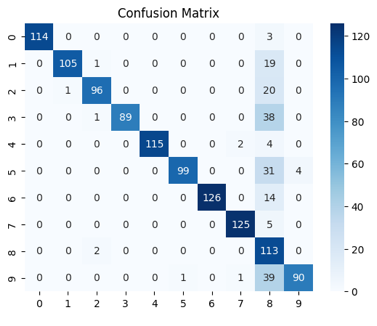 Confusion Matrix
0 114 0 0 0 0 0 0 0 3 0
1 0 105 1 0 0 0 0 0 19 0
2 0 1 96 0 0 0 0 0 20 0
3 0 0 1 89 0 0 0 0 38 0
4 0 0 0 0 115 0 0 2 4 0
5 0 0 0 0 0 99 0 0 31 4
6 0 0 0 0 0 0 126 0 14 0
7 0 0 0 0 0 0 0 125 5 0
8 0 0 2 0 0 0 0 0 113 0
9 0 0 0 0 0 1 0 1 39 90
0 1 2 3 4 5 6 7 8 9
120
100
80
60
40
20
0